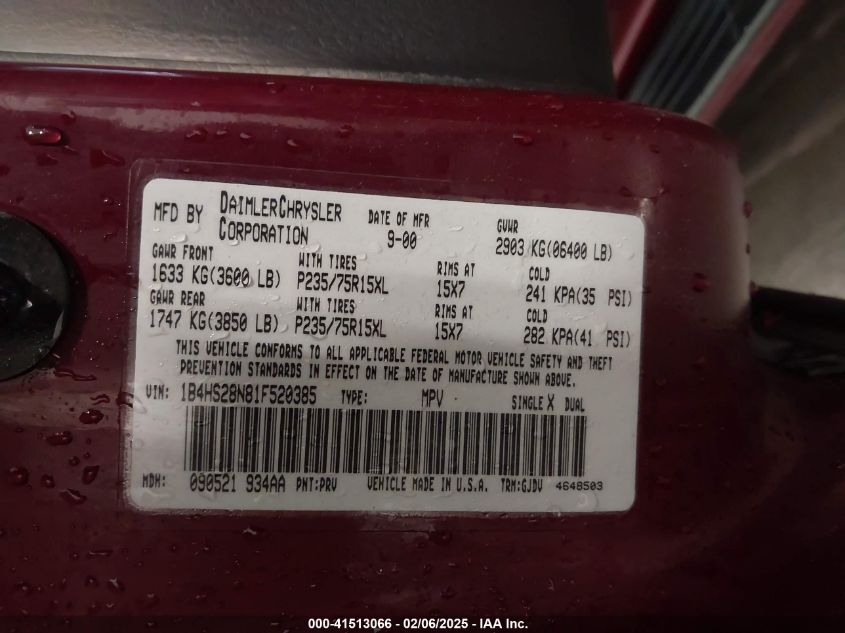 MFD BY DAIMLERCHRYSLER CORPORATION DATE OF MFR 9-00 GVWR 2903 KG(06400 LB)
GAWR FRONT WITH TIRES RIMS AT COLD
1633 KG(3600 LB) P235/75R15XL 15X7 241 KPA(35 PSI)
GAWR REAR WITH TIRES RIMS AT COLD
1747 KG(3850 LB) P235/75R15XL 15X7 282 KPA(41 PSI)
THIS VEHICLE CONFORMS TO ALL APPLICABLE FEDERAL MOTOR VEHICLE SAFETY AND THEFT
PREVENTION STANDARDS IN EFFECT ON THE DATE OF MANUFACTURE SHOWN ABOVE.
VIN: 1B4HS28N81F520385 TYPE: MPV SINGLE X DUAL
MDH: 090521 934AA PNT:PRV VEHICLE MADE IN U.S.A. TRM:GJDV 4648503
000-41513066 - 02/06/2025 - IAA Inc.